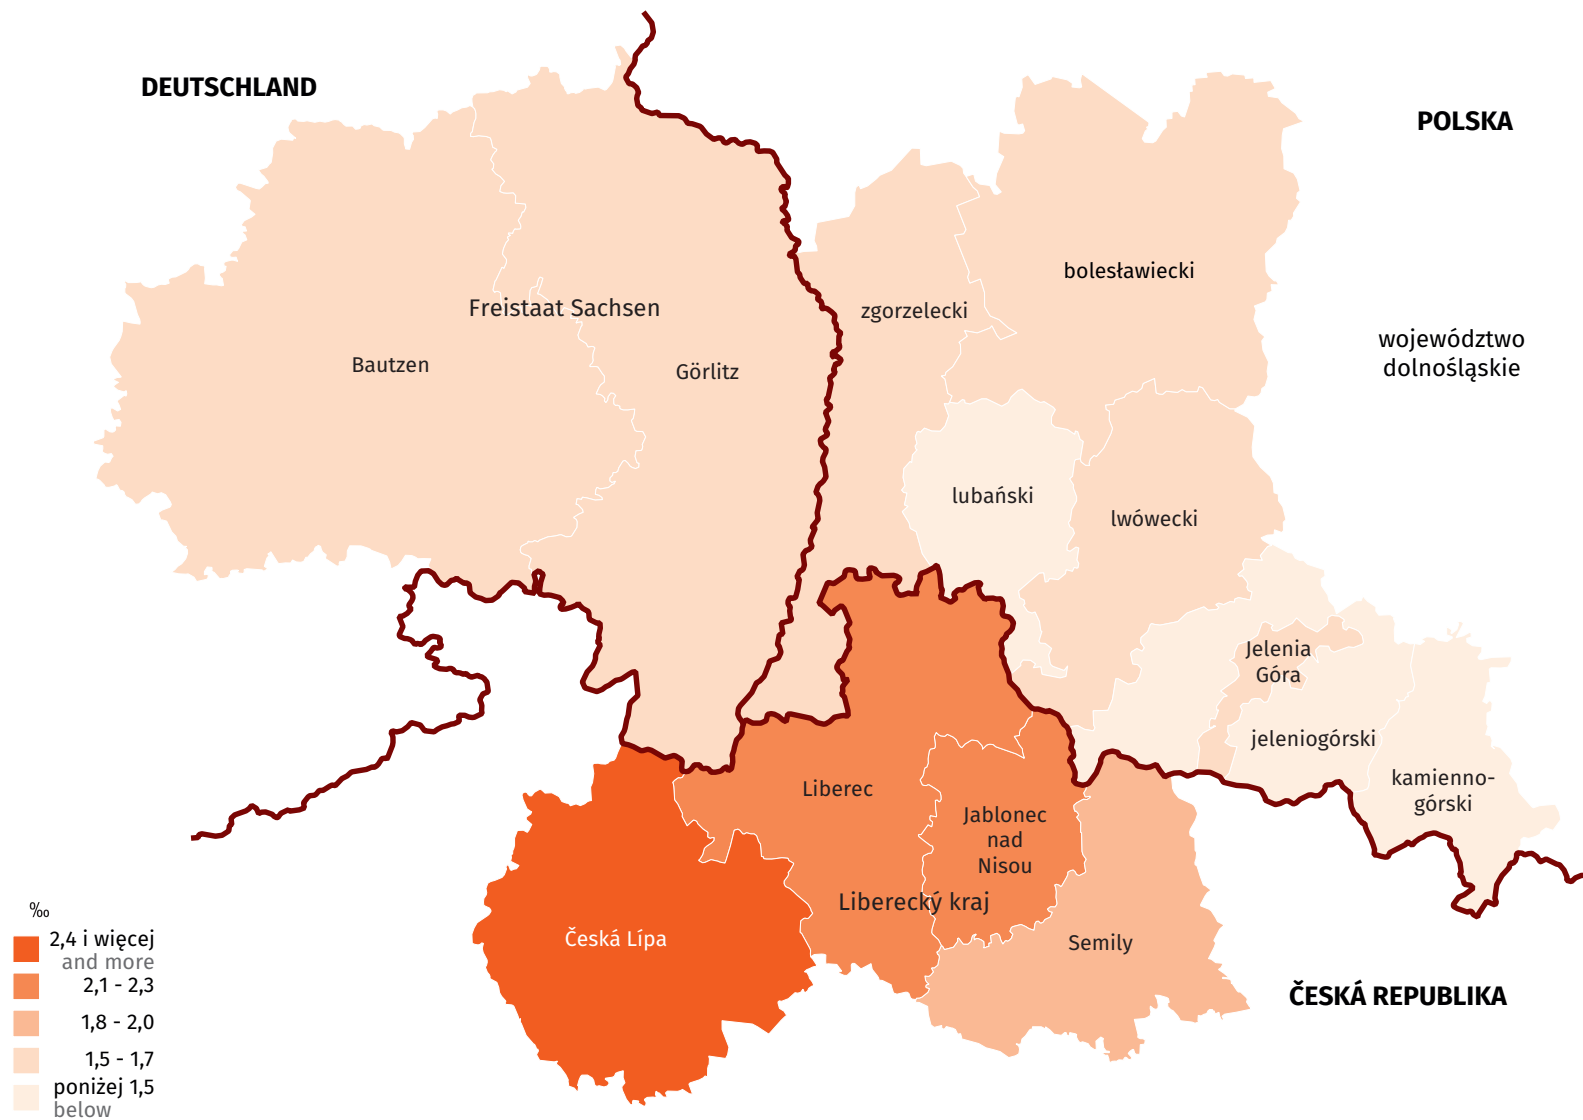 DEUTSCHLAND
POLSKA
bolesławiecki
Freistaat Sachsen
zgorzelecki
województwo
dolnośląskie
Bautzen
Görlitz
lubański
lwówecki
Jelenia
Góra
jeleniogórski
kamienno-
górski
Liberec
Jablonec
nad
Nisou
Liberecký kraj
Česká Lípa
Semily
ČESKÁ REPUBLIKA
‰
2,4 i więcej
and more
2,1 - 2,3
1,8 - 2,0
1,5 - 1,7
poniżej 1,5
below